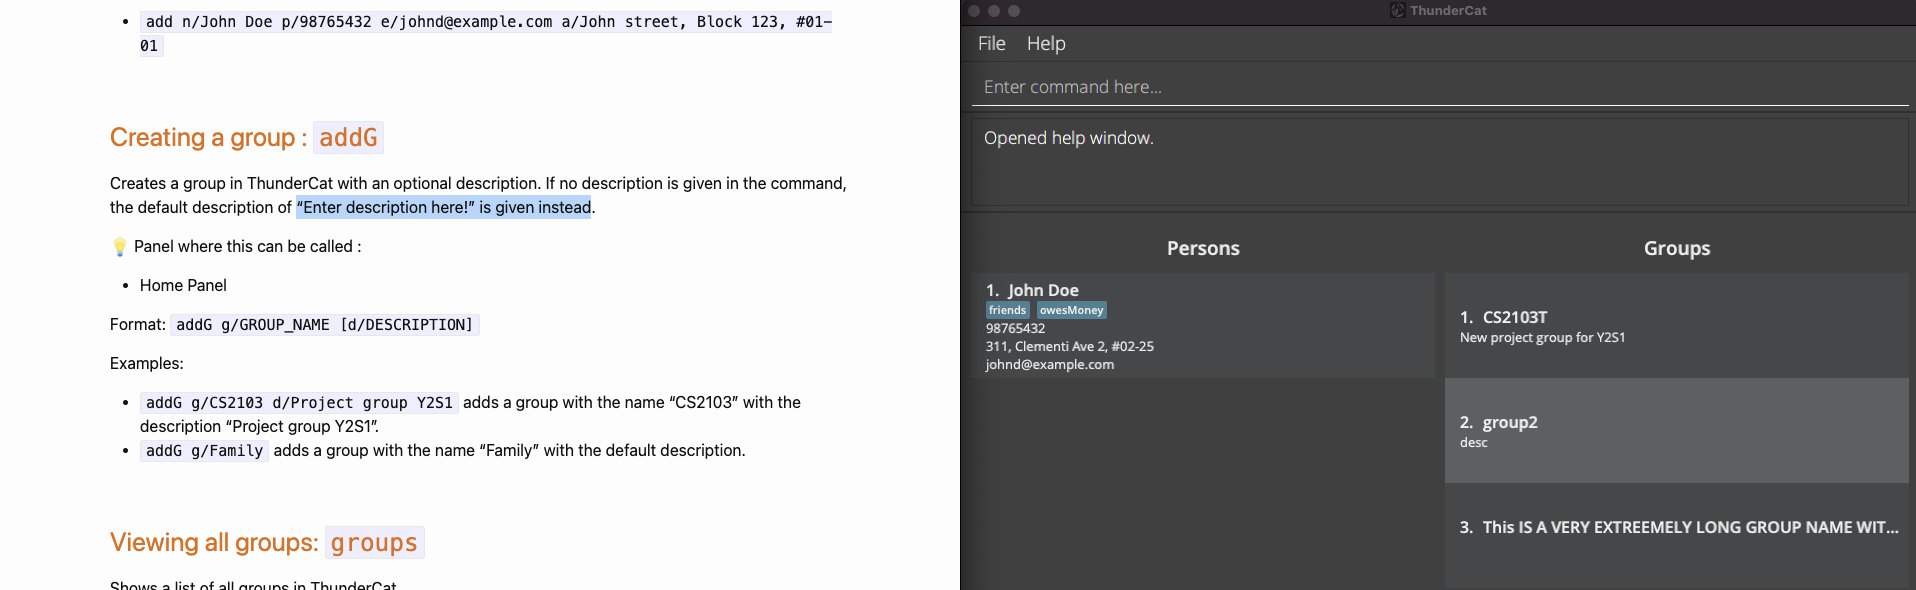 • add n/John Doe p/98765432 e/johnd@example.com a/John street, Block 123, #01-
01
Creating a group : addG
Creates a group in ThunderCat with an optional description. If no description is given in the command,
the default description of “Enter description here!” is given instead.
💡 Panel where this can be called :
• Home Panel
Format: addG g/GROUP_NAME [d/DESCRIPTION]
Examples:
• addG g/CS2103 d/Project group Y2S1 adds a group with the name “CS2103” with the
description “Project group Y2S1”.
• addG g/Family adds a group with the name “Family” with the default description.
Viewing all groups: groups
Shows a list of all groups in ThunderCat
ThunderCat
File Help
Enter command here...
Opened help window.
Persons
1. John Doe
friends owesMoney
98765432
311, Clementi Ave 2, #02-25
johnd@example.com
Groups
1. CS2103T
New project group for Y2S1
2. group2
desc
3. This IS A VERY EXTREEMELY LONG GROUP NAME WIT...